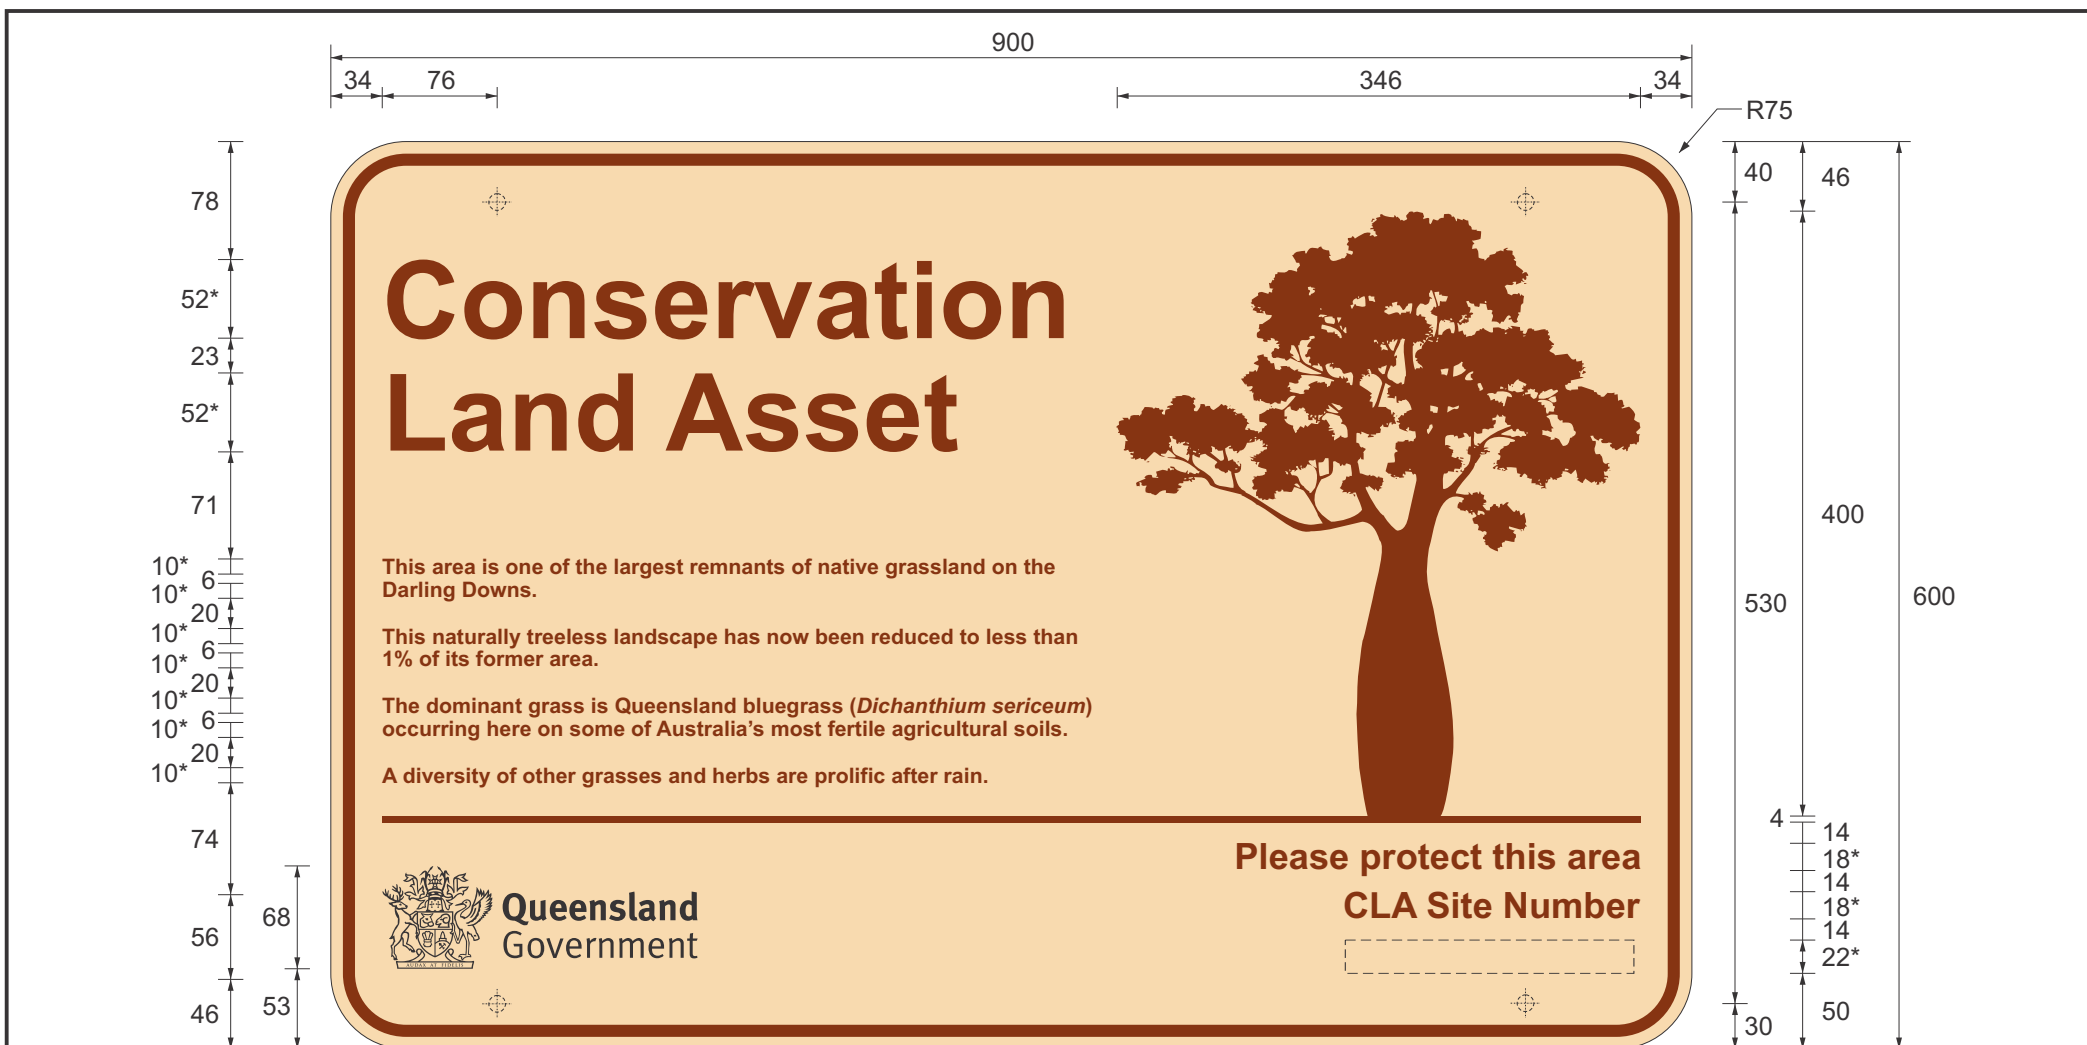 900
34 76 346 34
R75
Conservation
Land Asset
This area is one of the largest remnants of native grassland on the
Darling Downs.
This naturally treeless landscape has now been reduced to less than
1% of its former area.
The dominant grass is Queensland bluegrass (Dichanthium sericeum)
occurring here on some of Australia’s most fertile agricultural soils.
A diversity of other grasses and herbs are prolific after rain.
Please protect this area
CLA Site Number
AUDAX AT FIDELIS
Queensland
Government
78
52*
23
52*
71
10*
6
10*
20
10*
6
10*
20
10*
6
10*
20
10*
74
56
46
68
53
40
530
30
46
400
4
14
18*
14
18*
14
22*
50
600